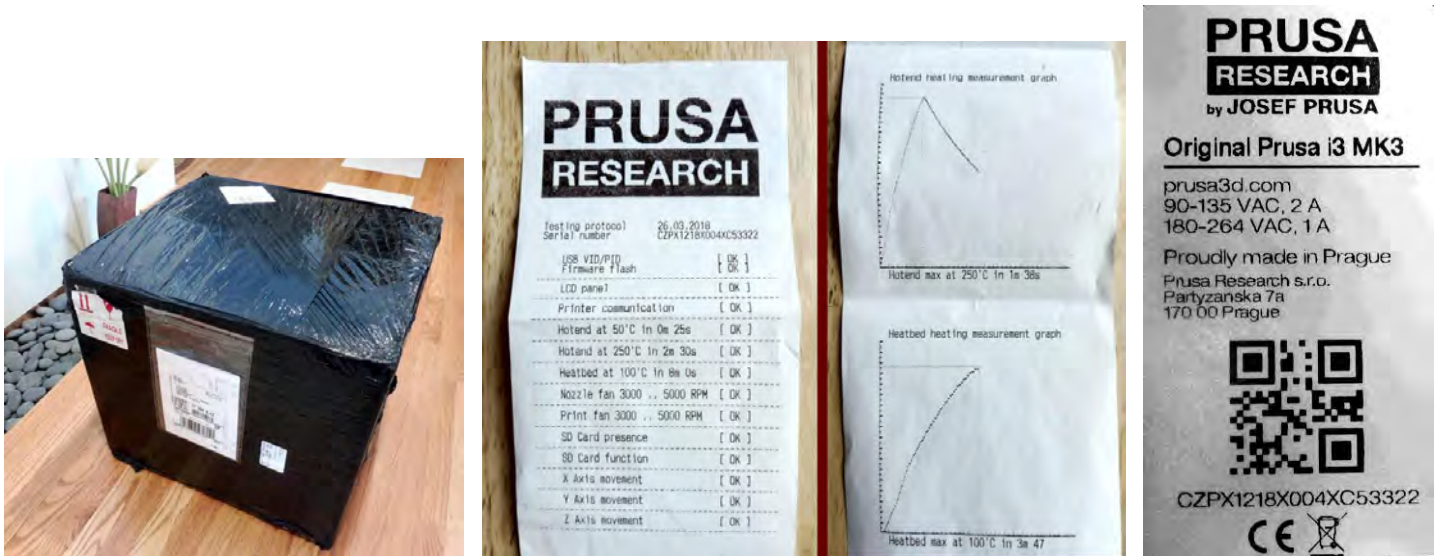 PRUSA
RESEARCH
Testing protocol 26.03.2018
Serial number CZPX1218X004XC53322
USB VID/PID [ OK ]
Firmware flash [ OK ]
LCD panel [ OK ]
Printer communication [ OK ]
Hotend at 50°C in 0m 25s [ OK ]
Hotend at 250°C in 2m 30s [ OK ]
Heatbed at 100°C in 8m 0s [ OK ]
Nozzle fan 3000 .. 5000 RPM [ OK ]
Print fan 3000 .. 5000 RPM [ OK ]
SD Card presence [ OK ]
SD Card function [ OK ]
X Axis movement [ OK ]
Y Axis movement [ OK ]
Z Axis movement [ OK ]
Hotend heating measurement graph
Hotend max at 250°C in 1m 38s
Heatbed heating measurement graph
Heatbed max at 100°C in 3m 47
PRUSA
RESEARCH
by JOSEF PRUSA
Original Prusa i3 MK3
prusa3d.com
90-135 VAC, 2 A
180-264 VAC, 1 A
Proudly made in Prague
Prusa Research s.r.o.
Partyzanska 7a
170 00 Prague
CZPX1218X004XC53322
CE